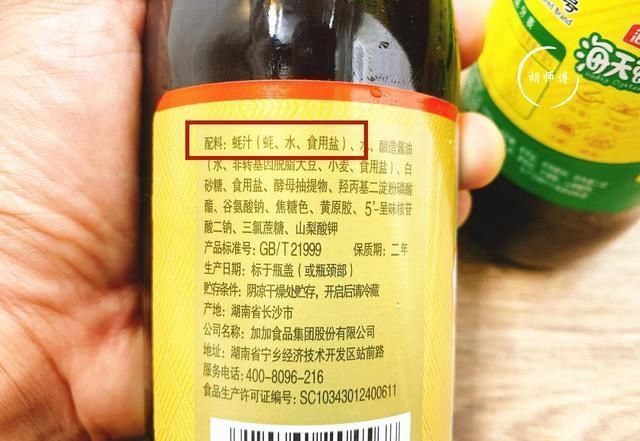 配料：蚝汁（蚝、水、食用盐）、水、酿造酱油
（水、非转基因脱脂大豆、小麦、食用盐）、白
砂糖、食用盐、酵母抽提物、羟丙基二淀粉磷酸
酯、谷氨酸钠、焦糖色、黄原胶、5'-呈味核苷
酸二钠、三氯蔗糖、山梨酸钾
产品标准号：GB/T 21999 保质期：二年
生产日期：标于瓶盖（或瓶颈部）
贮存条件：阴凉干燥处贮存，开启后请冷藏
产地：湖南省长沙市
公司名称：加加食品集团股份有限公司
地址：湖南省宁乡经济技术开发区站前路
服务电话：400-8096-216
食品生产许可证编号：SC10343012400611
号
Brand
海天
胡师傅